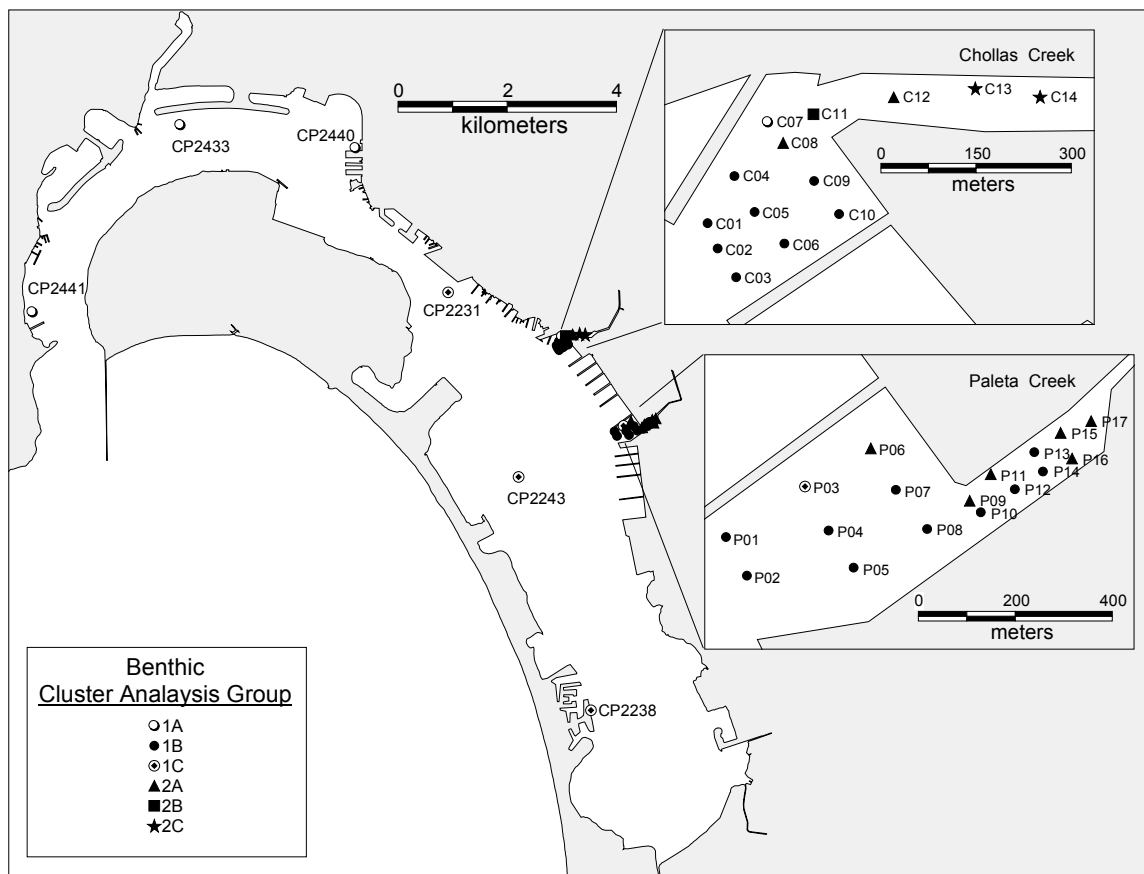 0 2 4
kilometers
CP2433
CP2440
CP2441
CP2231
CP2243
CP2238
Chollas Creek
C13
C12
C14
C07
C11
C08
C04
C09
C05
C10
C01
C02
C06
C03
0 150 300
meters
Paleta Creek
P17
P15
P06
P13
P16
P11
P14
P03
P07
P12
P09
P10
P01
P04
P08
P02
P05
0 200 400
meters
Benthic
Cluster Analaysis Group
1A
1B
1C
2A
2B
2C